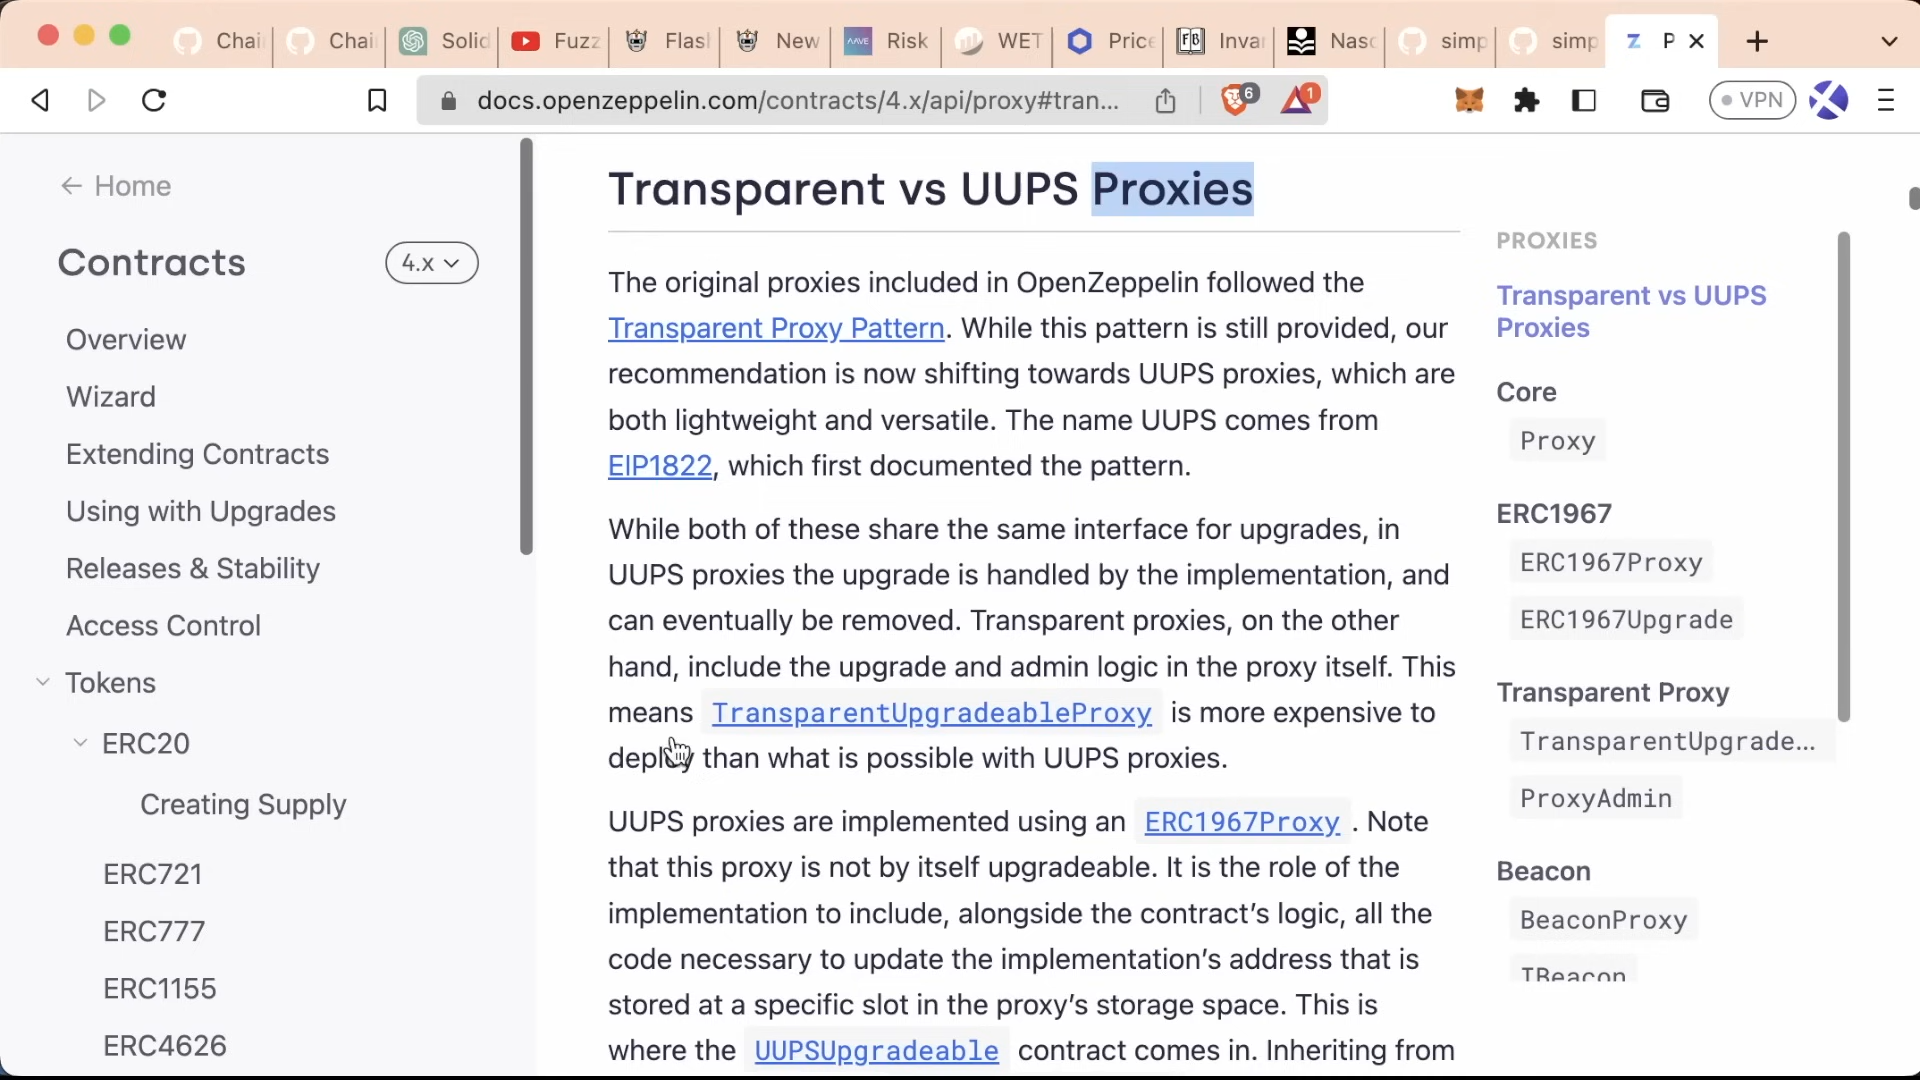 Chai
Chai
Solid
Fuzz
Flash
New
Risk
WET
Price
Invar
Nasc
simp
simp
P
docs.openzeppelin.com/contracts/4.x/api/proxy#tran...
6
1
VPN
← Home
Contracts
4.x
Overview
Wizard
Extending Contracts
Using with Upgrades
Releases & Stability
Access Control
Tokens
ERC20
Creating Supply
ERC721
ERC777
ERC1155
ERC4626
Transparent vs UUPS Proxies
The original proxies included in OpenZeppelin followed the
Transparent Proxy Pattern. While this pattern is still provided, our
recommendation is now shifting towards UUPS proxies, which are
both lightweight and versatile. The name UUPS comes from
EIP1822, which first documented the pattern.
While both of these share the same interface for upgrades, in
UUPS proxies the upgrade is handled by the implementation, and
can eventually be removed. Transparent proxies, on the other
hand, include the upgrade and admin logic in the proxy itself. This
means TransparentUpgradeableProxy is more expensive to
deploy than what is possible with UUPS proxies.
UUPS proxies are implemented using an ERC1967Proxy . Note
that this proxy is not by itself upgradeable. It is the role of the
implementation to include, alongside the contract’s logic, all the
code necessary to update the implementation’s address that is
stored at a specific slot in the proxy’s storage space. This is
where the UUPSUpgradeable contract comes in. Inheriting from
PROXIES
Transparent vs UUPS
Proxies
Core
Proxy
ERC1967
ERC1967Proxy
ERC1967Upgrade
Transparent Proxy
TransparentUpgrade...
ProxyAdmin
Beacon
BeaconProxy
IBeacon